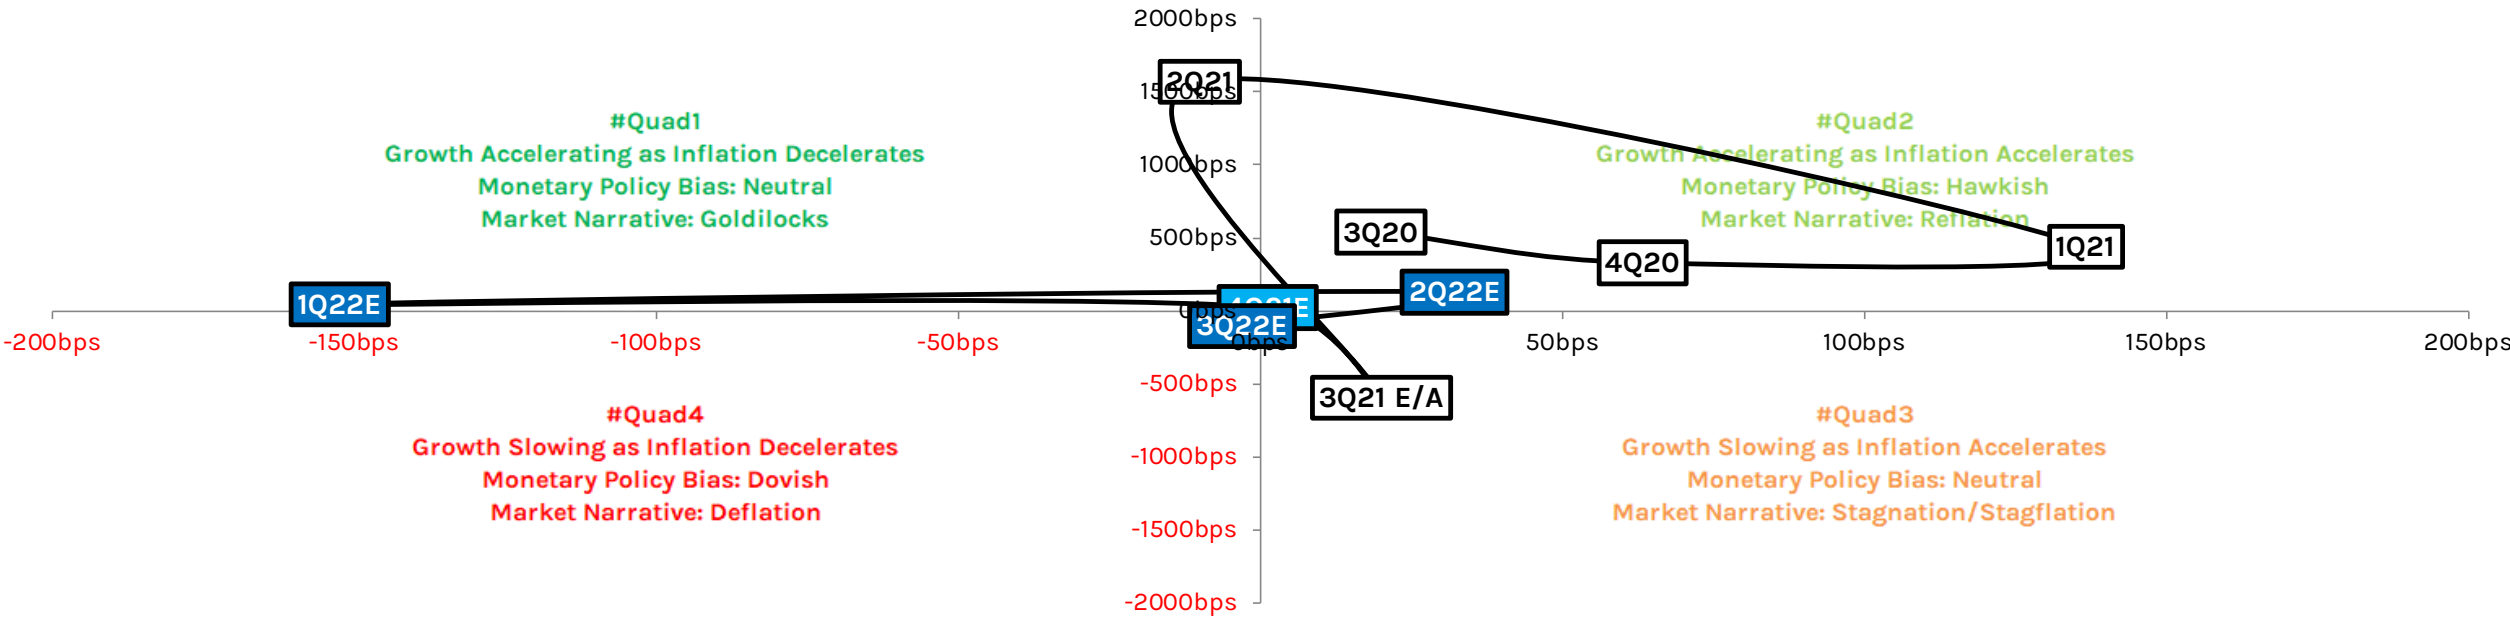 2000bps
2Q21
1500bps
#Quad1
Growth Accelerating as Inflation Decelerates
Monetary Policy Bias: Neutral
Market Narrative: Goldilocks
#Quad2
Growth Accelerating as Inflation Accelerates
Monetary Policy Bias: Hawkish
Market Narrative: Reflation
1000bps
500bps
3Q20
4Q20
1Q21
1Q22E
4Q21E
2Q22E
0bps
3Q22E
-200bps
-150bps
-100bps
-50bps
0bps
50bps
100bps
150bps
200bps
-500bps
3Q21 E/A
#Quad4
Growth Slowing as Inflation Decelerates
Monetary Policy Bias: Dovish
Market Narrative: Deflation
#Quad3
Growth Slowing as Inflation Accelerates
Monetary Policy Bias: Neutral
Market Narrative: Stagnation/Stagflation
-1000bps
-1500bps
-2000bps